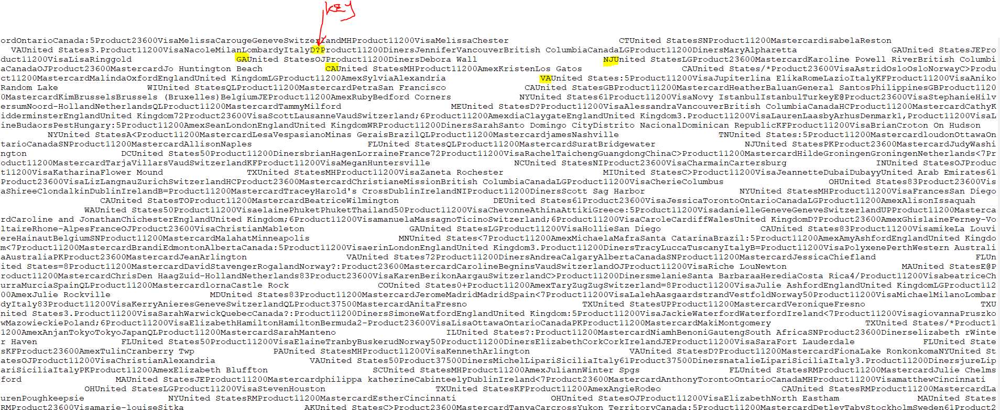 key
ordOntarioCanada:5Product23600VisaMelissaCarougeGeneveSwitzerlandMHProduct11200VisaMelissaChester                     CTUnited StatesSNProduct11200MastercardisabelaReston
  VAUnited States3.Product11200VisaNacoleMilanLombardyItalyD?Product11200DinersJenniferVancouverBritish ColumbiaCanadaLGProduct11200DinersMaryAlpharetta                  GAUnited StatesJEPro
duct11200VisaLisaRinggold                    GAUnited StatesOJProduct11200DinersDebora Wall                        NJUnited StatesLGProduct23600MastercardKaroline Powell RiverBritish Columbi
aCanadaOJProduct23600MastercardJo Huntington Beach            CAUnited StatesMHProduct11200AmexKristenLos Gatos                   CAUnited States/*Product23600VisaAstridOsloOsloNorwayC>Produ
ct11200MastercardMalindaOxfordEnglandUnited KingdomLGProduct11200AmexSylviaAlexandria                  VAUnited States:5Product11200VisaJupiterlina ElikaRomeLazioItalyKFProduct11200VisaAniko
Random Lake                 WIUnited StatesQLProduct11200MastercardPetraSan Francisco               CAUnited StatesGBProduct11200MastercardHeatherBaluanGeneral SantosPhilippinesGBProduct1120
0MastercardKimBrusselsBrussels (Bruxelles)BelgiumJEProduct11200AmexRubyBedford Corners             NYUnited States61Product11200VisaNovy IstanbulIstanbulTurkeyE@Product23600VisaStephanieHilv
ersumNoord-HollandNetherlandsQLProduct11200MastercardTammyMilford                     MEUnited StatesD?Product11200VisaAlessandraVancouverBritish ColumbiaCanadaHCProduct11200MastercardCathyK
idderminsterEnglandUnited Kingdom72Product23600VisaScottLausanneVaudSwitzerland;6Product11200AmexdiaClaygateEnglandUnited Kingdom3.Product11200VisaLaurenLaasbyArhusDenmark1,Product11200VisaL
ineBudaorsPestHungary:5Product11200AmexSeanLondonEnglandUnited KingdomWRProduct11200DinersSarahSanto Domingo CityDistrito NacionalDominican RepublicKFProduct11200VisaBrianCroton On Hudson
         NYUnited StatesA<Product11200MastercardLesaVespasianoMinas GeraisBrazilQLProduct11200MastercardjamesNashville                   TNUnited States:5Product11200MastercardloudonOttawaOn
tarioCanadaSNProduct11200MastercardAllisonNaples                      FLUnited StatesQLProduct11200MastercardSuratBridgewater                 NJUnited StatesPKProduct23600MastercardJudyWashi
ngton                  DCUnited States50Product11200DinersbrianHagenLorraineFrance72Product11200VisaRachelTaichengGuangdongChinaC>Product11200MastercardHildeGroningenGroningenNetherlands<7Pr
oduct11200MastercardTarjaVillarsVaudSwitzerlandKFProduct11200VisaMeganHuntersville                NCUnited StatesNIProduct23600VisaCharmainCartersburg                 INUnited StatesOJProduc
t11200VisaKatharinaFlower Mound                TXUnited StatesMHProduct11200VisaZaneta Rochester                   MIUnited StatesC>Product11200VisaJeannetteDubaiDubayyUnited Arab Emirates61
Product23600VisaLizLangnauZurichSwitzerlandHCProduct23600MastercardChristianeMissionBritish ColumbiaCanadaLGProduct11200VisaCherieColumbus                    OHUnited States83Product23600Vis
aShireeClondalkinDublinIrelandB=Product11200MastercardTraceyHarold's CrossDublinIrelandNIProduct11200DinersScott Sag Harbor                  NYUnited StatesMHProduct11200VisaFrancesSan Diego
                   CAUnited StatesTOProduct11200MastercardBeatriceWilmington                  DEUnited States61Product23600VisaJessicaTorontoOntarioCanadaLGProduct11200AmexAlisonIssaquah
                WAUnited States50Product11200VisaelainePhuketPhuketThailand50Product11200VisaChevonneAthinaAttikiGreece:5Product11200VisadanielleGeneveGeneveSwitzerlandUPProduct11200Masterca
rdCaroline and JonathanChichesterEnglandUnited Kingdom;6Product11200VisamanuelaMassagnoTicinoSwitzerland;6Product11200VisaCaroleCardiffWalesUnited KingdomD?Product23600AmexGhislaineFerney-Vo
ltaireRhone-AlpesFranceOJProduct23600VisaChristianMableton                    GAUnited StatesLGProduct11200VisaHollieSan Diego                   CAUnited States83Product11200VisamikeLa Louvi
ereHainautBelgiumSNProduct11200MastercardMalahatMinneapolis                 MNUnited States<7Product11200AmexMichaelaMafraSanta CatarinaBrazil:5Product11200AmexAmyAshfordEnglandUnited Kingdo
m<7Product11200MastercardBrandiEdmontonAlbertaCanada:5Product11200VisaerinLondonEnglandUnited Kingdom3.Product11200DinersTracyLuccaTuscanyItalyB=Product11200VisaPolyxenePerthWestern Australi
aAustraliaPKProduct23600MastercardJeanArlington                   VAUnited States72Product11200DinersAndreaCalgaryAlbertaCanadaSNProduct11200MastercardJessicaChiefland                   FLUn
ited States=8Product11200MastercardDavidStavengerRogalandNorway?:Product23600MastercardCarolineBegninsVaudSwitzerlandOJProduct11200VisaRiche LouNewton                      MAUnited StatesE@P
roduct11200MastercardChrisDen HaagZuid-HollandNetherlands83Product23600VisaKarenBerikonAargauSwitzerlandC>Product11200DinersmelanieSanta BarbaraaHerediaCosta Rica4/Product11200VisabeatriceCh
urraMurciaSpainQLProduct11200MastercardlornaCastle Rock                 COUnited States0+Product11200AmexTaryZugZugSwitzerland=8Product11200VisaJulie AshfordEnglandUnited KingdomLGProduct112
00AmexJulie Rockville                   MDUnited States83Product11200MastercardJeromeMadridMadridSpain<7Product11200VisaLalehAasgaardstrandVestfoldNorway50Product11200VisaMichaelMilanoLombar
dyItaly83Product11200VisaKerryAnieresGeneveSwitzerlandQLProduct37500MastercardAnitaFresno                      TXUnited StatesUPProduct11200MastercardVeroniqueFresno                      TXU
nited States3.Product11200VisaSarahWarwickQuebecCanada?:Product11200DinersSimoneWatfordEnglandUnited Kingdom:5Product11200VisaJackieWaterfordWaterfordIreland<7Product11200VisagiovannaPruszko
wMazowieckiePoland;6Product11200VisaElizabethHamiltonHamiltonBermuda2-Product23600VisaLisaOttawaOntarioCanadaPKProduct11200MastercardMakiMontgomery                  TXUnited States/*Product1
1200AmexAnjanTokyoTokyoJapanQLProduct11200MastercardSarahManteno                     ILUnited States?:Product11200MastercardNiamhBenoniGautengSouth AfricaSNProduct23600Dinerselizabeth rWinte
r Haven                FLUnited States50Product11200VisaElaineTranbyBuskerudNorway50Product11200DinersElizabethCorkCorkIrelandJEProduct11200VisaSaraFort Lauderdale                FLUnited State
sKFProduct23600AmexTulinCranberry Twp               PAUnited StatesMHProduct11200VisaKennethArlington                   VAUnited StatesD?Product11200MastercardFionaLake RonkonkomaNYUnited St
atesOJProduct11200VisaChristianAlexandria                  VAUnited States50Product37500DinersMichelLipariSiciliaItaly61Product37500DinersnatalieLipariSiciliaItaly3.Product11200DinersjureLip
ariSiciliaItalyPKProduct11200AmexElizabeth Bluffton                    SCUnited StatesMHProduct11200AmexJuliannWinter Spgs                 FLUnited StatesRMProduct11200MastercardJulie Chelms
ford                  MAUnited StatesJEProduct11200Mastercardphilippa katherineCabinteelyDublinIreland<7Product23600MastercardAnthonyTorontoOntarioCanadaMHProduct11200VisamatthewCincinnati
                OHUnited StatesLGProduct11200VisaStevenHouston                     TXUnited StatesKFProduct11200AmexAngieRodeo                       CAUnited StatesRMProduct11200MastercardLa
urenPoughkeepsie                NYUnited StatesRMProduct11200MastercardEstherCincinnati                  OHUnited StatesOJProduct11200VisaElizabethNorth Eastham            MAUnited States
RMProduct23600Visamarie-louiseSitka                       AKUnited StatesC>Product23600MastercardTanyaCarcrossYukon TerritoryCanada:5Product11200MastercardDetlevTabyStockholmSweden61Product2